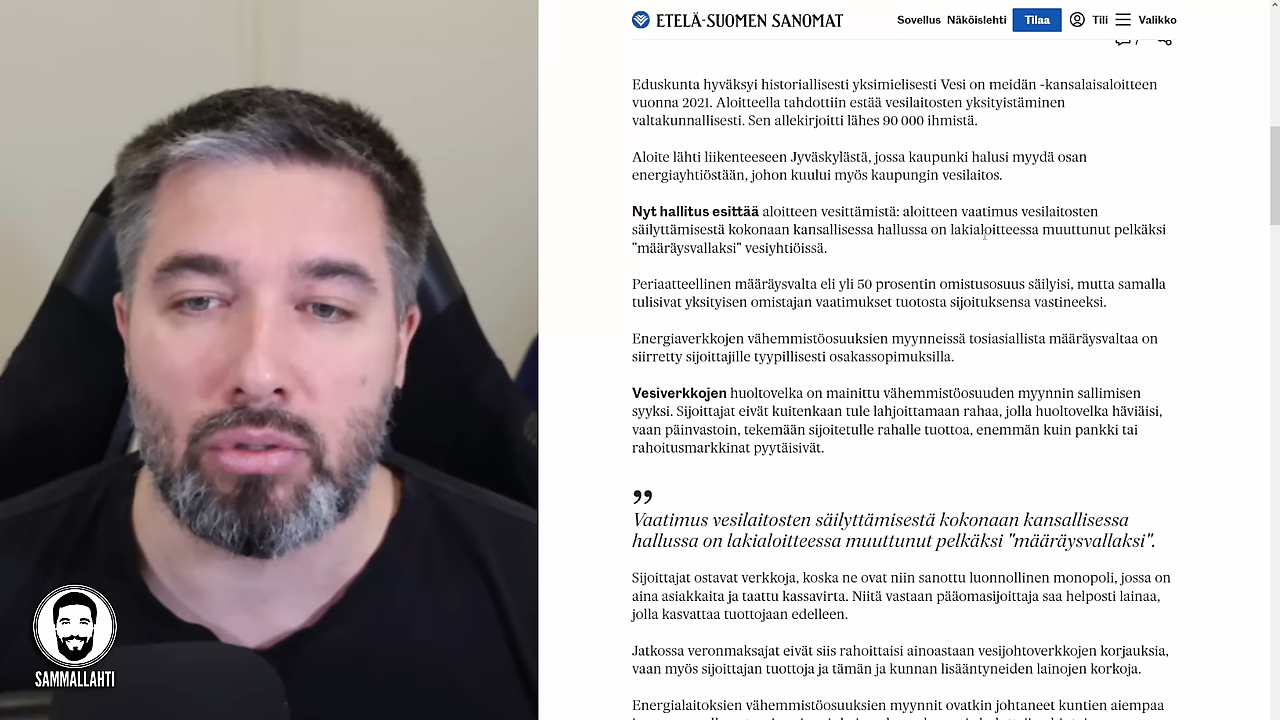 ETELÄ-SUOMEN SANOMAT
Sovellus Näköislehti Tilaa Tili Valikko
7
Eduskunta hyväksyi historiallisesti yksimielisesti Vesi on meidän -kansalaisaloitteen
vuonna 2021. Aloitteella tahdottiin estää vesilaitosten yksityistäminen
valtakunnallisesti. Sen allekirjoitti lähes 90 000 ihmistä.
Aloite lähti liikenteeseen Jyväskylästä, jossa kaupunki halusi myydä osan
energiayhtiöstään, johon kuului myös kaupungin vesilaitos.
Nyt hallitus esittää aloitteen vesittämistä: aloitteen vaatimus vesilaitosten
säilyttämisestä kokonaan kansallisessa hallussa on lakialoitteessa muuttunut pelkäksi
"määräysvallaksi" vesiyhtiöissä.
Periaatteellinen määräysvalta eli yli 50 prosentin omistusosuus säilyisi, mutta samalla
tulisivat yksityisen omistajan vaatimukset tuotosta sijoituksensa vastineeksi.
Energiaverkkojen vähemmistöosuuksien myynneissä tosiasiallista määräysvaltaa on
siirretty sijoittajille tyypillisesti osakassopimuksilla.
Vesiverkkojen huoltovelka on mainittu vähemmistöosuuden myynnin sallimisen
syyksi. Sijoittajat eivät kuitenkaan tule lahjoittamaan rahaa, jolla huoltovelka häviäisi,
vaan päinvastoin, tekemään sijoitetulle rahalle tuottoa, enemmän kuin pankki tai
rahoitusmarkkinat pyytäisivät.
”
Vaatimus vesilaitosten säilyttämisestä kokonaan kansallisessa
hallussa on lakialoitteessa muuttunut pelkäksi "määräysvallaksi".
Sijoittajat ostavat verkkoja, koska ne ovat niin sanottu luonnollinen monopoli, jossa on
aina asiakkaita ja taattu kassavirta. Niitä vastaan pääomasijoittaja saa helposti lainaa,
jolla kasvattaa tuottojaan edelleen.
Jatkossa veronmaksajat eivät siis rahoittaisi ainoastaan vesijohtoverkkojen korjauksia,
vaan myös sijoittajan tuottoja ja tämän ja kunnan lisääntyneiden lainojen korkoja.
Energialaitoksien vähemmistöosuuksien myynnit ovatkin johtaneet kuntien aiempaa
SAMMALLAHTI